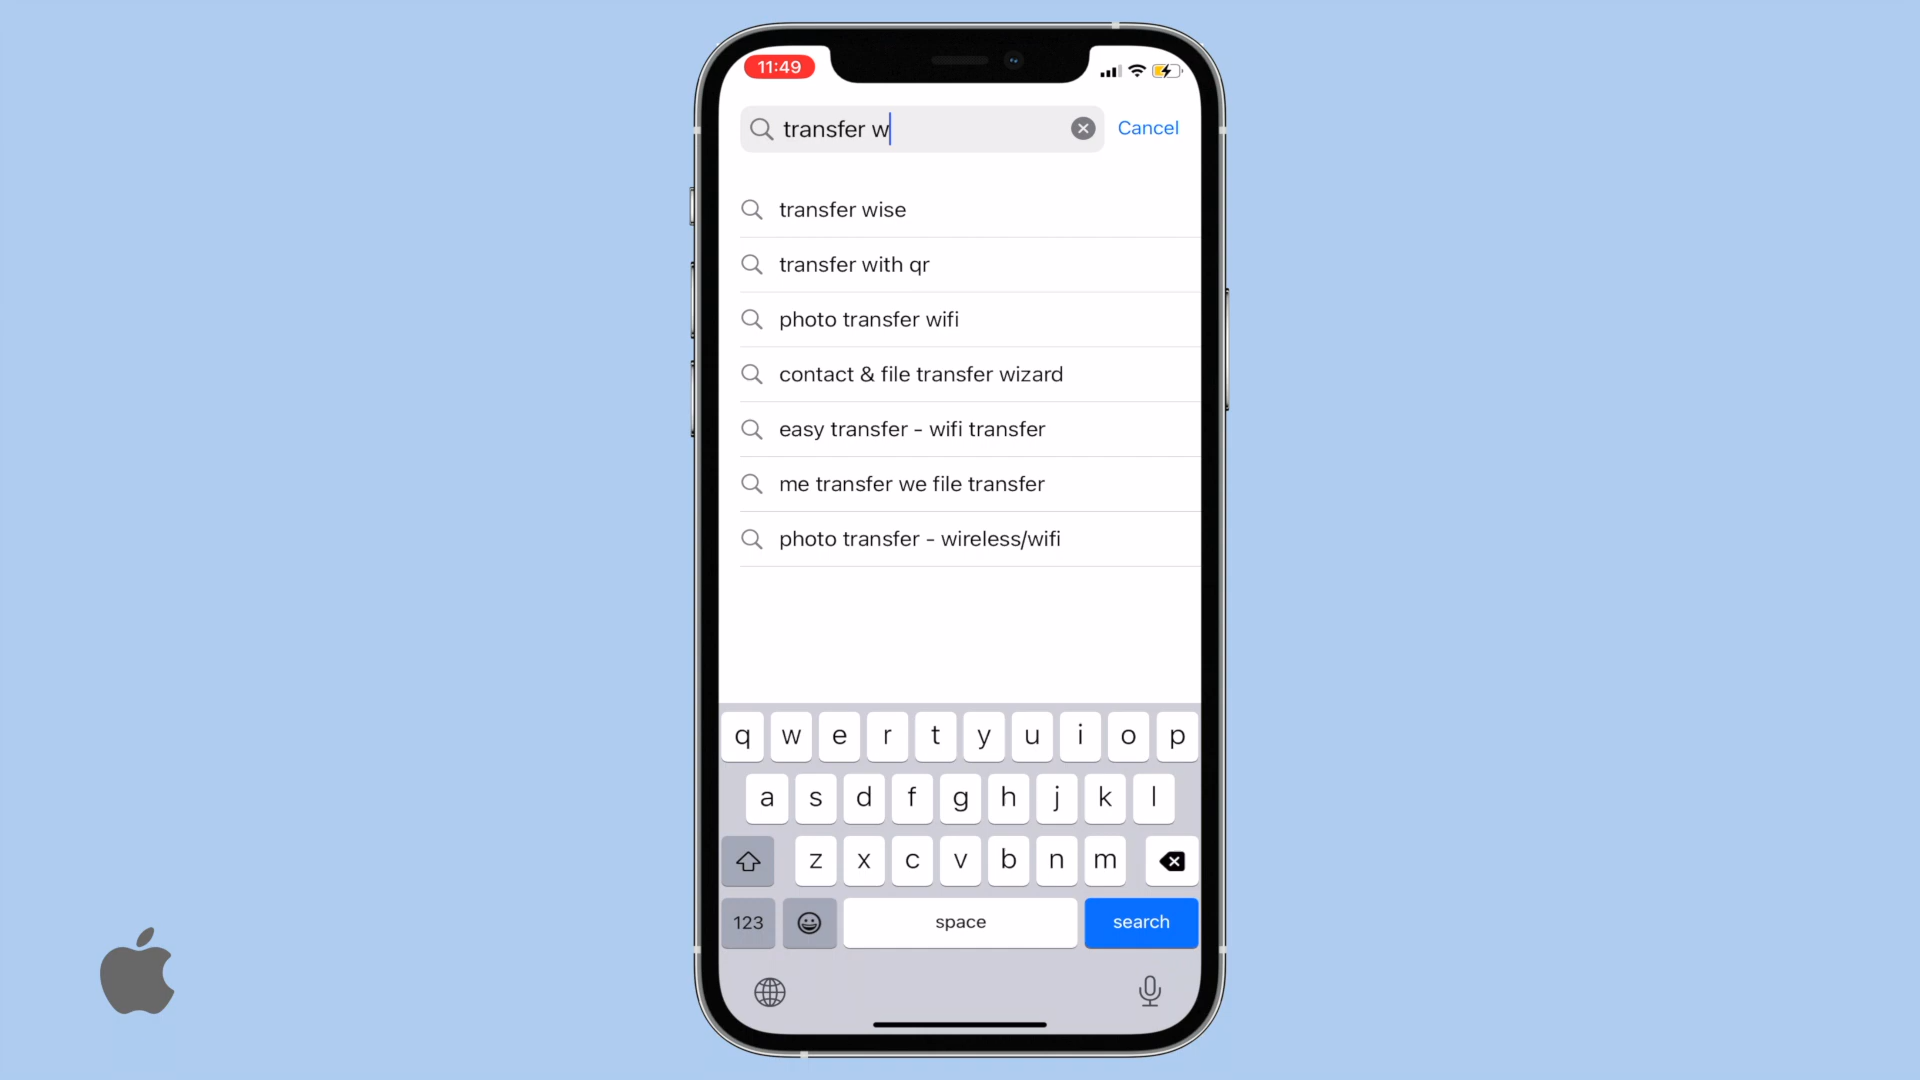 11:49
transfer w
Cancel
transfer wise
transfer with qr
photo transfer wifi
contact & file transfer wizard
easy transfer - wifi transfer
me transfer we file transfer
photo transfer - wireless/wifi
q w e r t y u i o p
a s d f g h j k l
z x c v b n m
123 space search